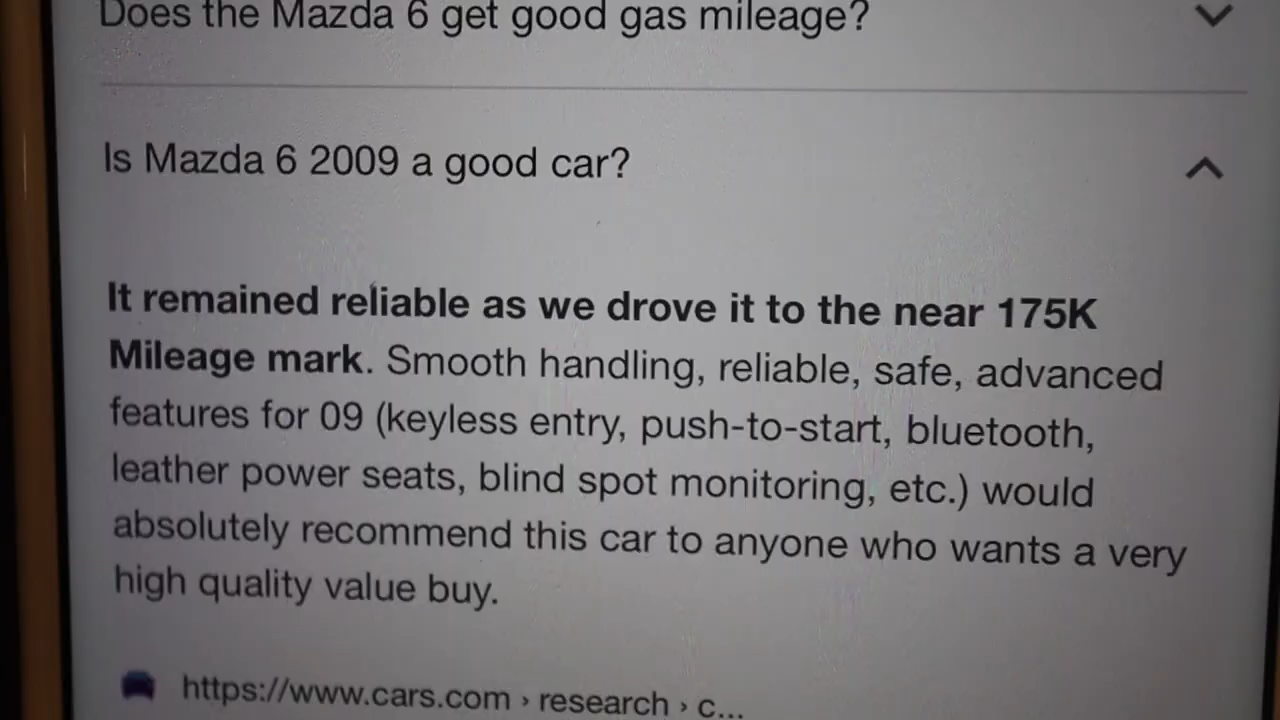 Does the Mazda 6 get good gas mileage?
Is Mazda 6 2009 a good car?
It remained reliable as we drove it to the near 175K
Mileage mark. Smooth handling, reliable, safe, advanced
features for 09 (keyless entry, push-to-start, bluetooth,
leather power seats, blind spot monitoring, etc.) would
absolutely recommend this car to anyone who wants a very
high quality value buy.
https://www.cars.com › research › c...